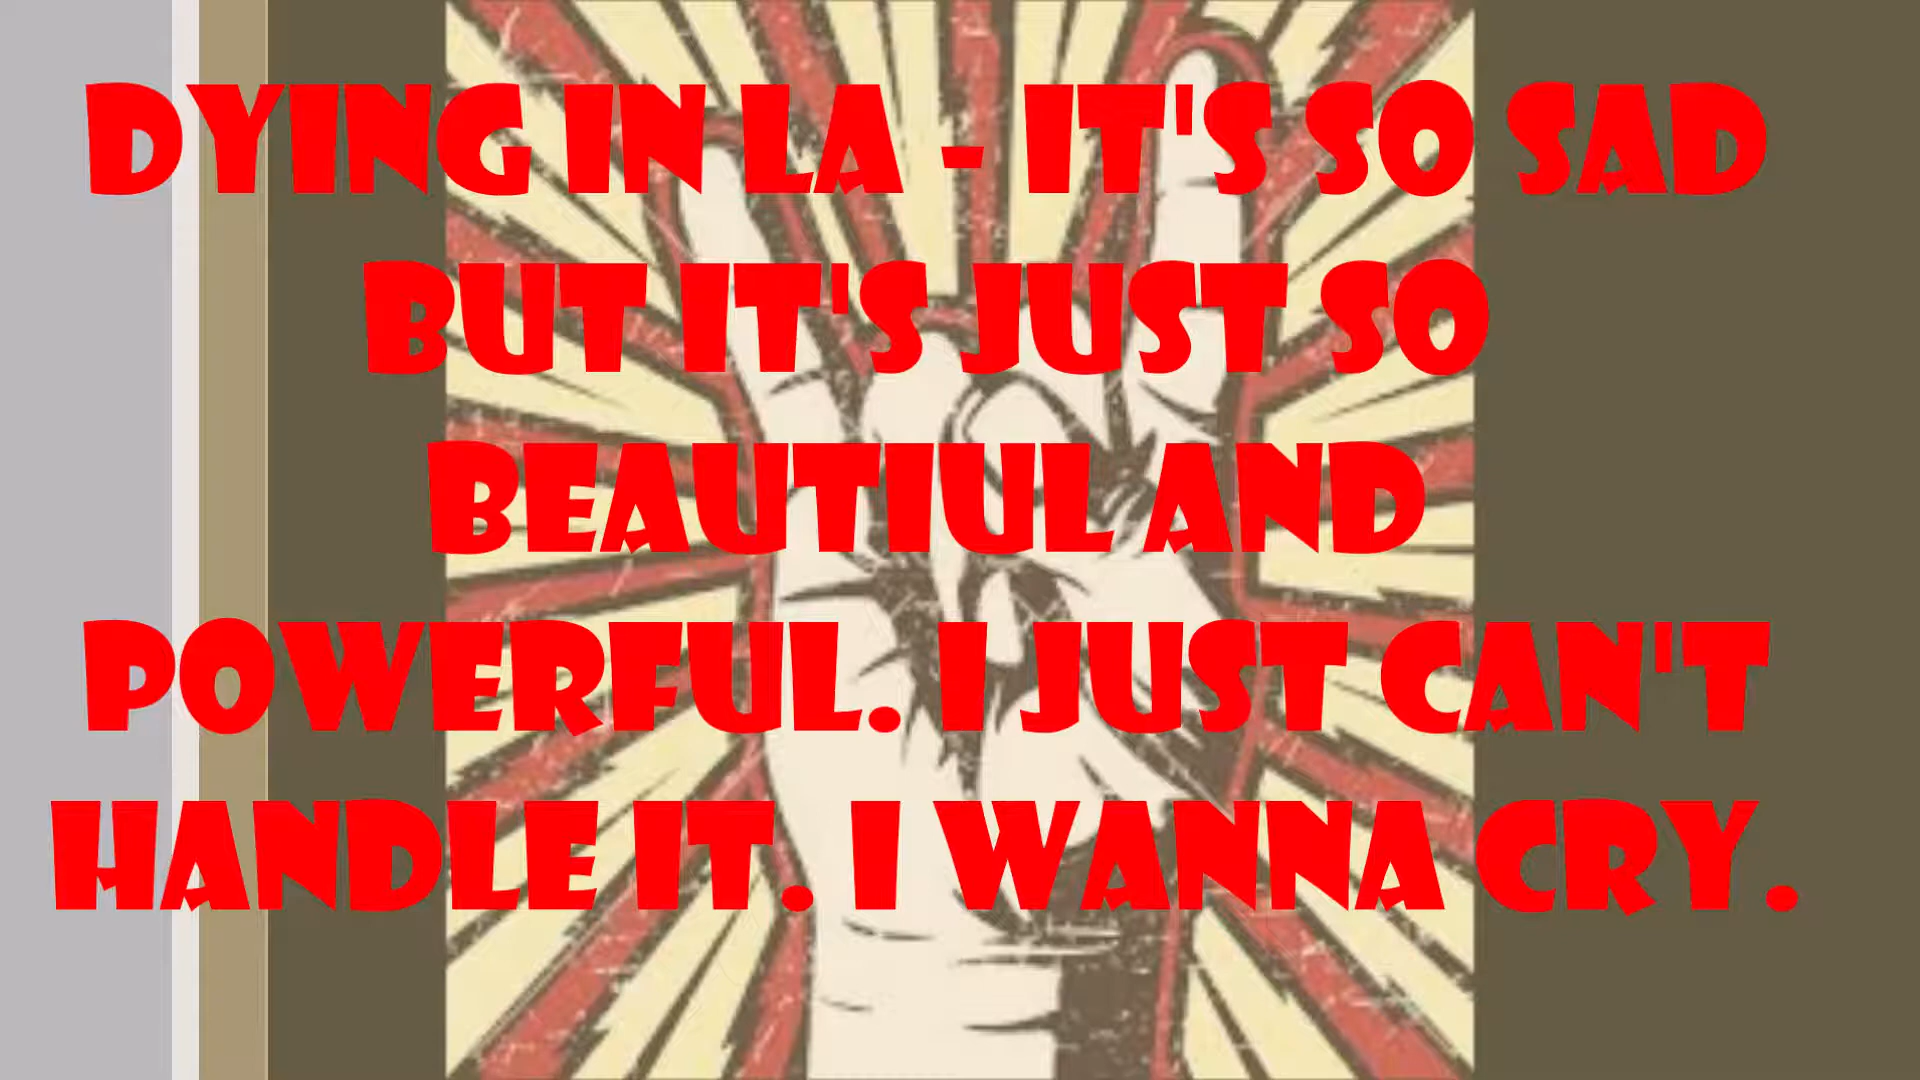 DYING IN LA - IT'S SO SAD
BUT IT'S JUST SO
BEAUTIUL AND
POWERFUL. I JUST CAN'T
HANDLE IT. I WANNA CRY.